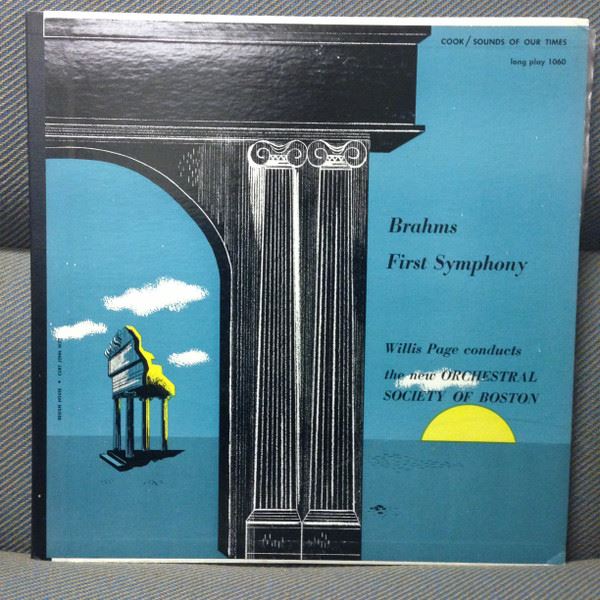 COOK/SOUNDS OF OUR TIMES
long play 1060
Brahms
First Symphony
Willis Page conducts
the new ORCHESTRAL
SOCIETY OF BOSTON